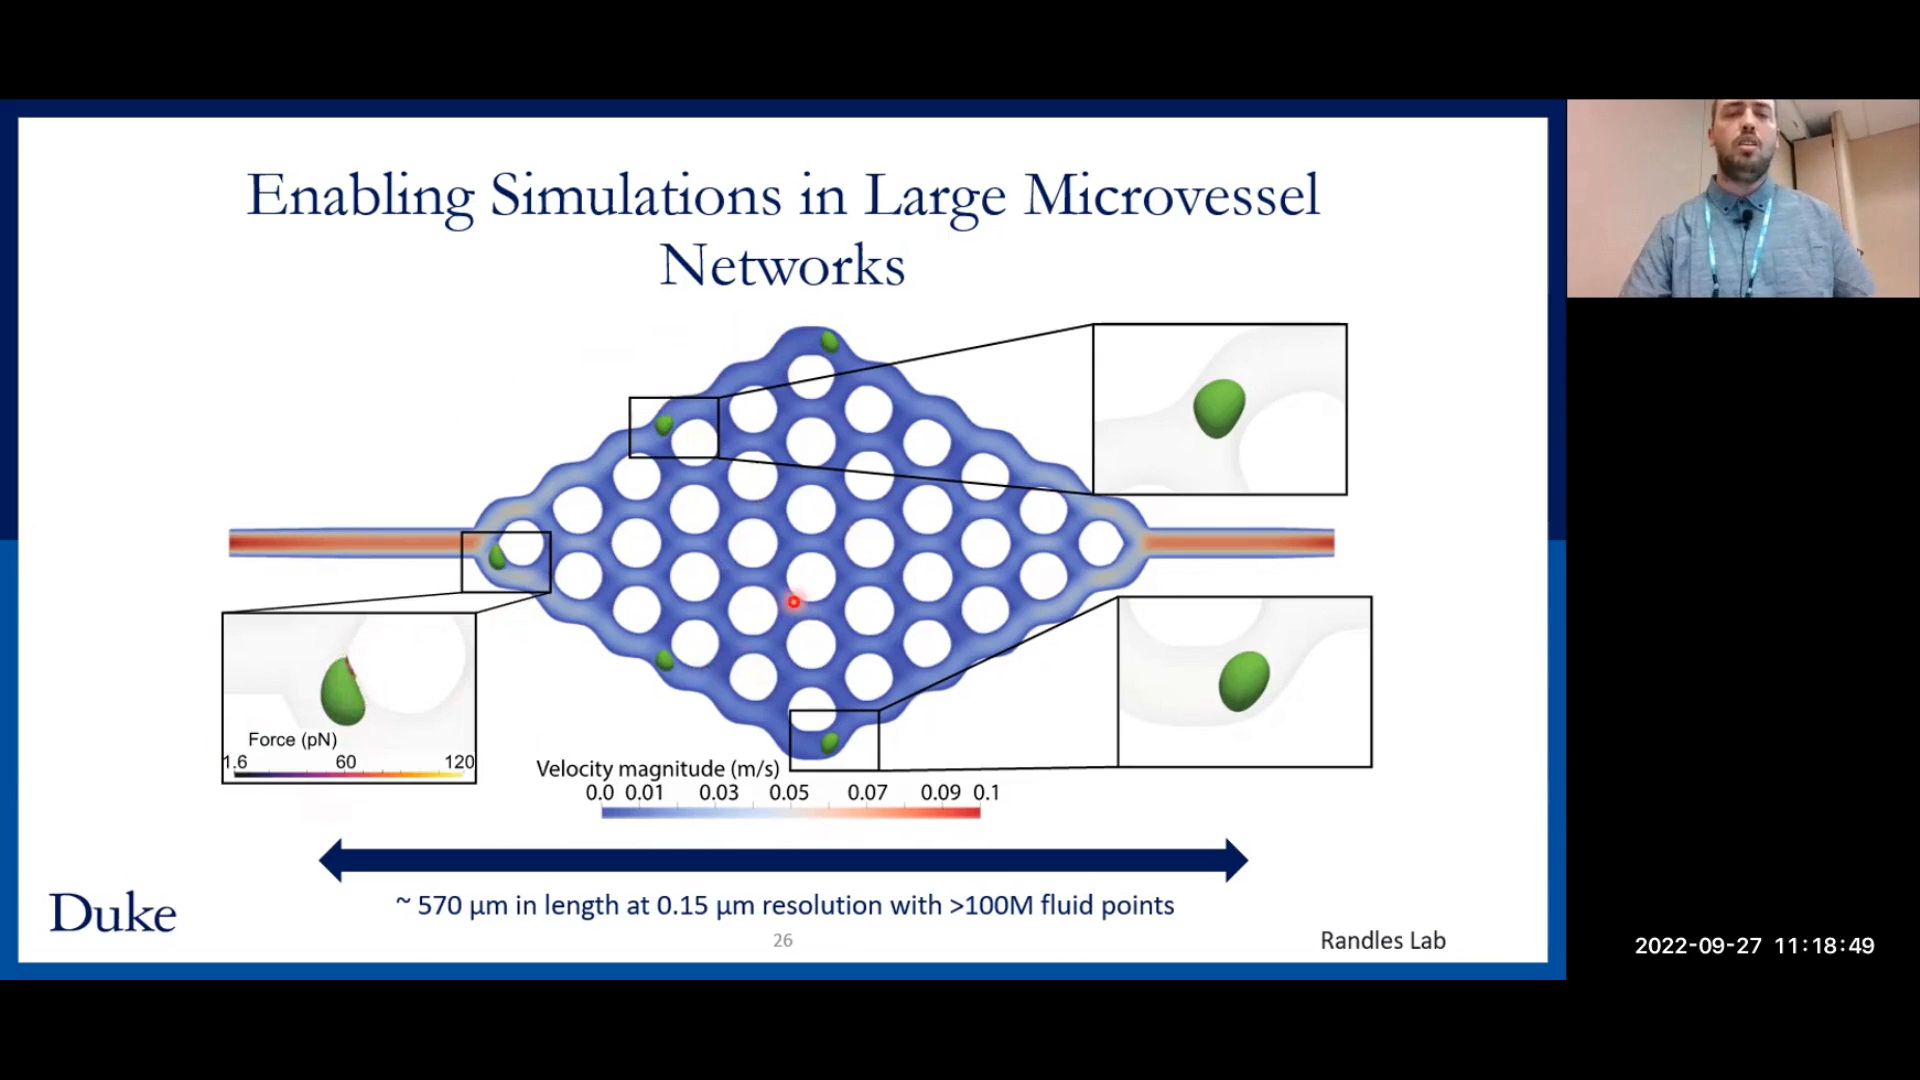 Enabling Simulations in Large Microvessel
Networks
Force (pN)
1.6 60 120
Velocity magnitude (m/s)
0.0 0.01 0.03 0.05 0.07 0.09 0.1
~ 570 µm in length at 0.15 µm resolution with >100M fluid points
Duke
26
Randles Lab
2022-09-27 11:18:49